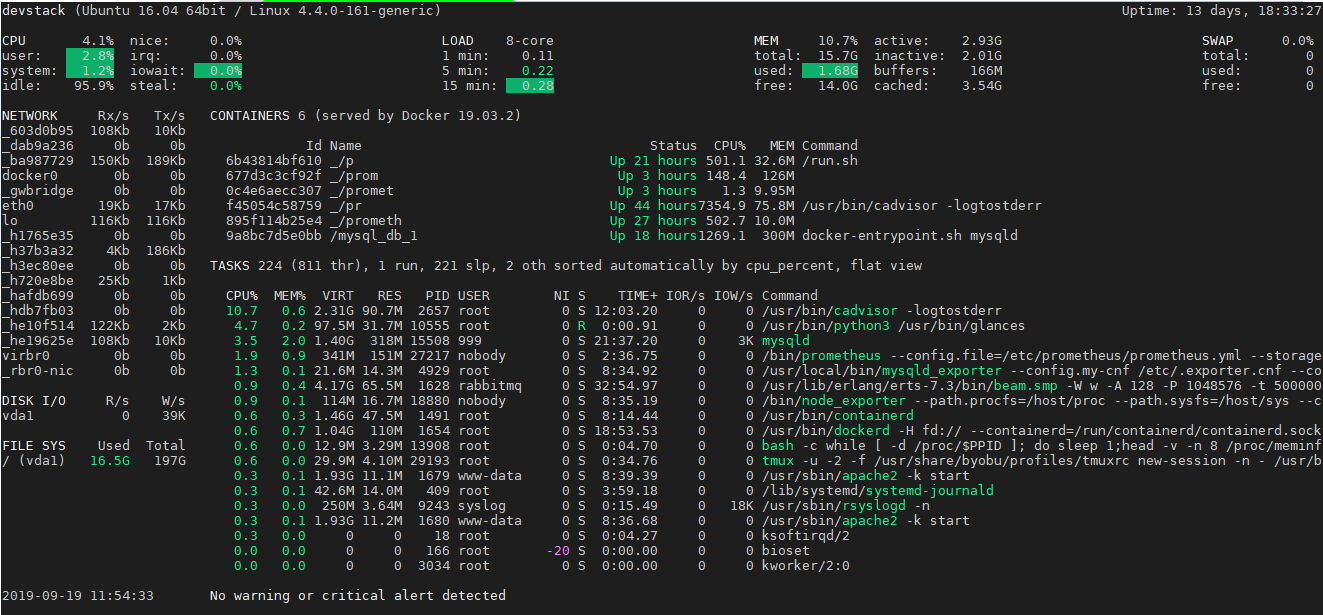 devstack (Ubuntu 16.04 64bit / Linux 4.4.0-161-generic) Uptime: 13 days, 18:33:27
CPU 4.1% nice: 0.0% LOAD 8-core MEM 10.7% active: 2.93G SWAP 0.0%
user: 2.8% irq: 0.0% 1 min: 0.11 total: 15.7G inactive: 2.01G total: 0
system: 1.2% iowait: 0.0% 5 min: 0.22 used: 1.68G buffers: 166M used: 0
idle: 95.9% steal: 0.0% 15 min: 0.28 free: 14.0G cached: 3.54G free: 0
NETWORK Rx/s Tx/s CONTAINERS 6 (served by Docker 19.03.2)
_603d0b95 108Kb 10Kb
_dab9a236 0b 0b Id Name Status CPU% MEM Command
_ba987729 150Kb 189Kb 6b43814bf610 _/p Up 21 hours 501.1 32.6M /run.sh
docker0 0b 0b 677d3c3cf92f _/prom Up 3 hours 148.4 126M
_gwbridge 0b 0b 0c4e6aecc307 _/promet Up 3 hours 1.3 9.95M
eth0 19Kb 17Kb f45054c58759 _/pr Up 44 hours7354.9 75.8M /usr/bin/cadvisor -logtostderr
lo 116Kb 116Kb 895f114b25e4 _/prometh Up 27 hours 502.7 10.0M
_h1765e35 0b 0b 9a8bc7d5e0bb /mysql_db_1 Up 18 hours1269.1 300M docker-entrypoint.sh mysqld
_h37b3a32 4Kb 186Kb
_h3ec80ee 0b 0b TASKS 224 (811 thr), 1 run, 221 slp, 2 oth sorted automatically by cpu_percent, flat view
_h720e8be 25Kb 1Kb
_hafdb699 0b 0b CPU% MEM% VIRT RES PID USER NI S TIME+ IOR/s IOW/s Command
_hdb7fb03 0b 0b 10.7 0.6 2.31G 90.7M 2657 root 0 S 12:03.20 0 0 /usr/bin/cadvisor -logtostderr
_he10f514 122Kb 2Kb 4.7 0.2 97.5M 31.7M 10555 root 0 R 0:00.91 0 0 /usr/bin/python3 /usr/bin/glances
_he19625e 108Kb 10Kb 3.5 2.0 1.40G 318M 15508 999 0 S 21:37.20 0 3K mysqld
virbr0 0b 0b 1.9 0.9 341M 151M 27217 nobody 0 S 2:36.75 0 0 /bin/prometheus --config.file=/etc/prometheus/prometheus.yml --storage
_rbr0-nic 0b 0b 1.3 0.1 21.6M 14.3M 4929 root 0 S 8:34.92 0 0 /usr/local/bin/mysqld_exporter --config.my-cnf /etc/.exporter.cnf --co
0.9 0.4 4.17G 65.5M 1628 rabbitmq 0 S 32:54.97 0 0 /usr/lib/erlang/erts-7.3/bin/beam.smp -W w -A 128 -P 1048576 -t 500000
DISK I/O R/s W/s 0.9 0.1 114M 16.7M 18880 nobody 0 S 8:35.19 0 0 /bin/node_exporter --path.procfs=/host/proc --path.sysfs=/host/sys --c
vda1 0 39K 0.6 0.3 1.46G 47.5M 1491 root 0 S 8:14.44 0 0 /usr/bin/containerd
0.6 0.7 1.04G 110M 1654 root 0 S 18:53.53 0 0 /usr/bin/dockerd -H fd:// --containerd=/run/containerd/containerd.sock
FILE SYS Used Total 0.6 0.0 12.9M 3.29M 13908 root 0 S 0:04.70 0 0 bash -c while [ -d /proc/$PPID ]; do sleep 1;head -v -n 8 /proc/meminf
/ (vda1) 16.5G 197G 0.6 0.0 29.9M 4.10M 29193 root 0 S 0:34.76 0 0 tmux -u -2 -f /usr/share/byobu/profiles/tmuxrc new-session -n - /usr/b
0.3 0.1 1.93G 11.1M 1679 www-data 0 S 8:39.39 0 0 /usr/sbin/apache2 -k start
0.3 0.1 42.6M 14.0M 409 root 0 S 3:59.18 0 0 /lib/systemd/systemd-journald
0.3 0.0 250M 3.64M 9243 syslog 0 S 0:15.49 0 18K /usr/sbin/rsyslogd -n
0.3 0.1 1.93G 11.2M 1680 www-data 0 S 8:36.68 0 0 /usr/sbin/apache2 -k start
0.3 0.0 0 0 18 root 0 S 0:04.27 0 0 ksoftirqd/2
0.0 0.0 0 0 166 root -20 S 0:00.00 0 0 bioset
0.0 0.0 0 0 3034 root 0 S 0:00.00 0 0 kworker/2:0
2019-09-19 11:54:33 No warning or critical alert detected